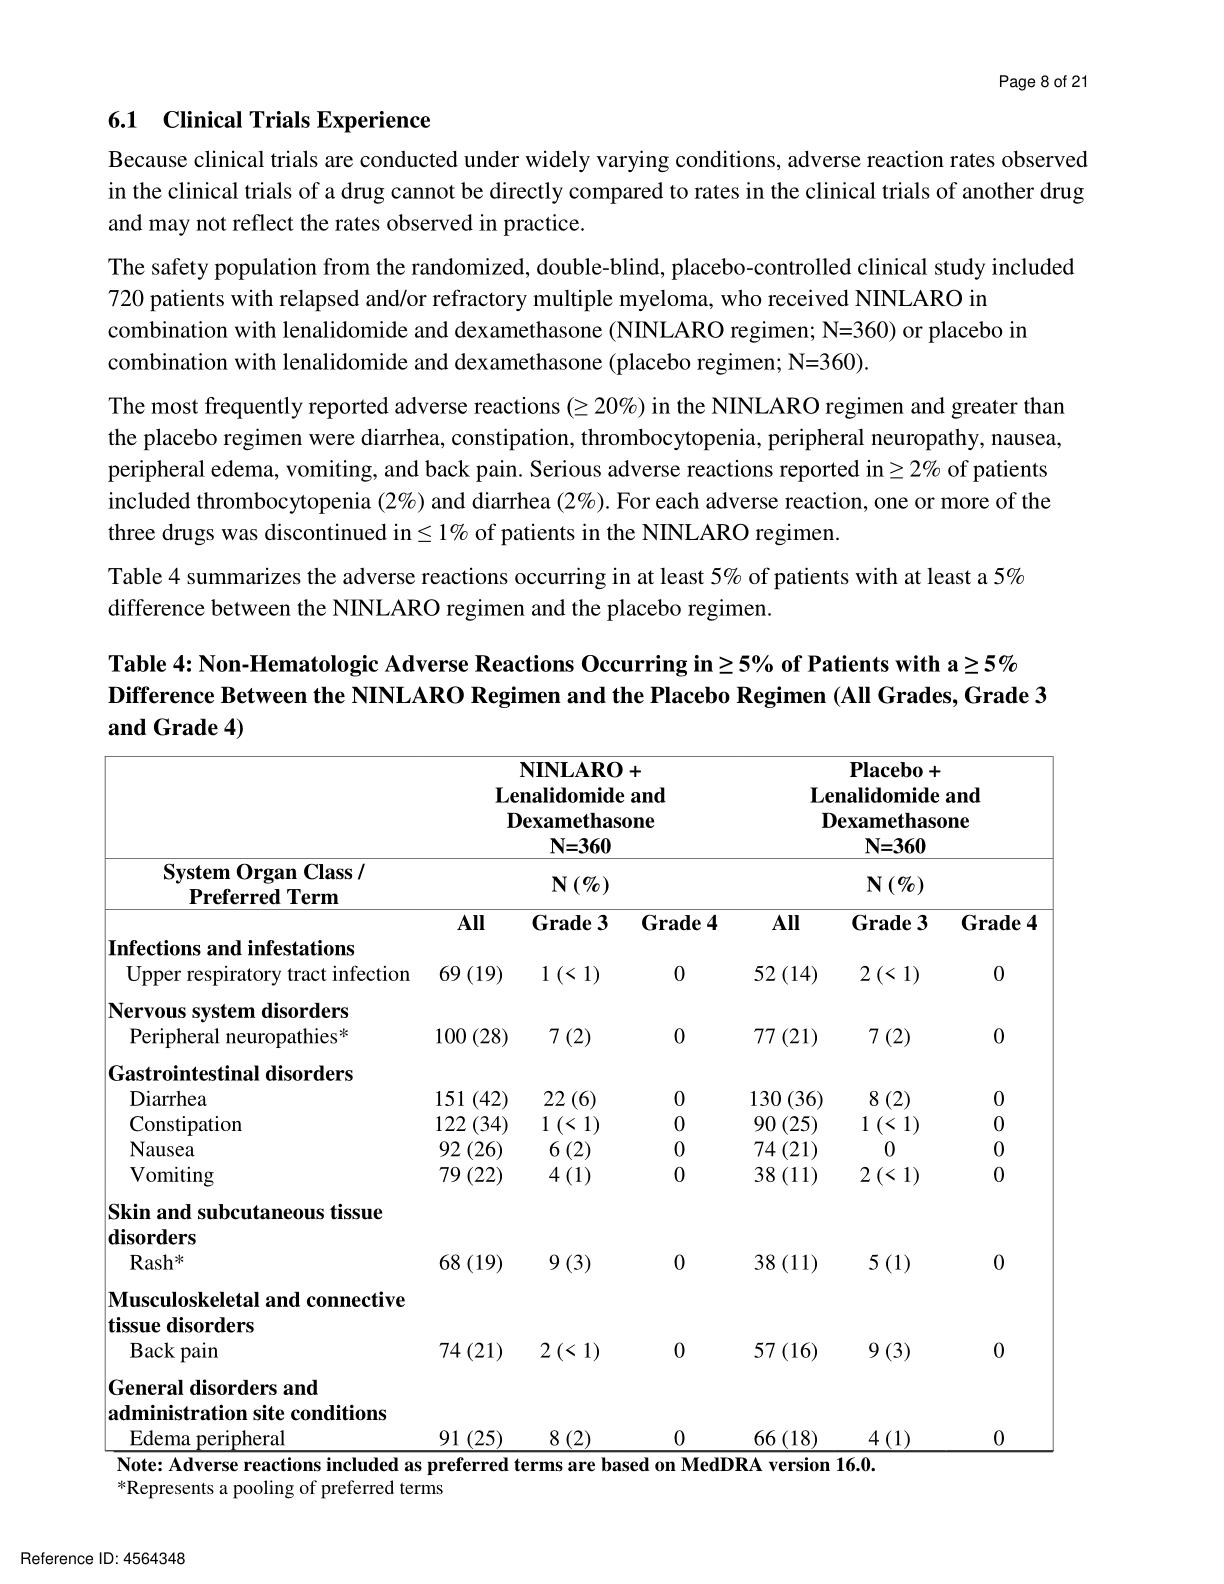 Page 8 of 21
6.1 Clinical Trials Experience
Because clinical trials are conducted under widely varying conditions, adverse reaction rates observed
in the clinical trials of a drug cannot be directly compared to rates in the clinical trials of another drug
and may not reflect the rates observed in practice.
The safety population from the randomized, double-blind, placebo-controlled clinical study included
720 patients with relapsed and/or refractory multiple myeloma, who received NINLARO in
combination with lenalidomide and dexamethasone (NINLARO regimen; N=360) or placebo in
combination with lenalidomide and dexamethasone (placebo regimen; N=360).
The most frequently reported adverse reactions (≥ 20%) in the NINLARO regimen and greater than
the placebo regimen were diarrhea, constipation, thrombocytopenia, peripheral neuropathy, nausea,
peripheral edema, vomiting, and back pain. Serious adverse reactions reported in ≥ 2% of patients
included thrombocytopenia (2%) and diarrhea (2%). For each adverse reaction, one or more of the
three drugs was discontinued in ≤ 1% of patients in the NINLARO regimen.
Table 4 summarizes the adverse reactions occurring in at least 5% of patients with at least a 5%
difference between the NINLARO regimen and the placebo regimen.
Table 4: Non-Hematologic Adverse Reactions Occurring in ≥ 5% of Patients with a ≥ 5%
Difference Between the NINLARO Regimen and the Placebo Regimen (All Grades, Grade 3
and Grade 4)
NINLARO + Placebo +
Lenalidomide and Lenalidomide and
Dexamethasone Dexamethasone
N=360 N=360
System Organ Class /
Preferred Term N (%) N (%)
All Grade 3 Grade 4 All Grade 3 Grade 4
Infections and infestations
Upper respiratory tract infection 69 (19) 1 (< 1) 0 52 (14) 2 (< 1) 0
Nervous system disorders
Peripheral neuropathies* 100 (28) 7 (2) 0 77 (21) 7 (2) 0
Gastrointestinal disorders
Diarrhea 151 (42) 22 (6) 0 130 (36) 8 (2) 0
Constipation 122 (34) 1 (< 1) 0 90 (25) 1 (< 1) 0
Nausea 92 (26) 6 (2) 0 74 (21) 0 0
Vomiting 79 (22) 4 (1) 0 38 (11) 2 (< 1) 0
Skin and subcutaneous tissue
disorders
Rash* 68 (19) 9 (3) 0 38 (11) 5 (1) 0
Musculoskeletal and connective
tissue disorders
Back pain 74 (21) 2 (< 1) 0 57 (16) 9 (3) 0
General disorders and
administration site conditions
Edema peripheral 91 (25) 8 (2) 0 66 (18) 4 (1) 0
Note: Adverse reactions included as preferred terms are based on MedDRA version 16.0.
*Represents a pooling of preferred terms
Reference ID: 4564348